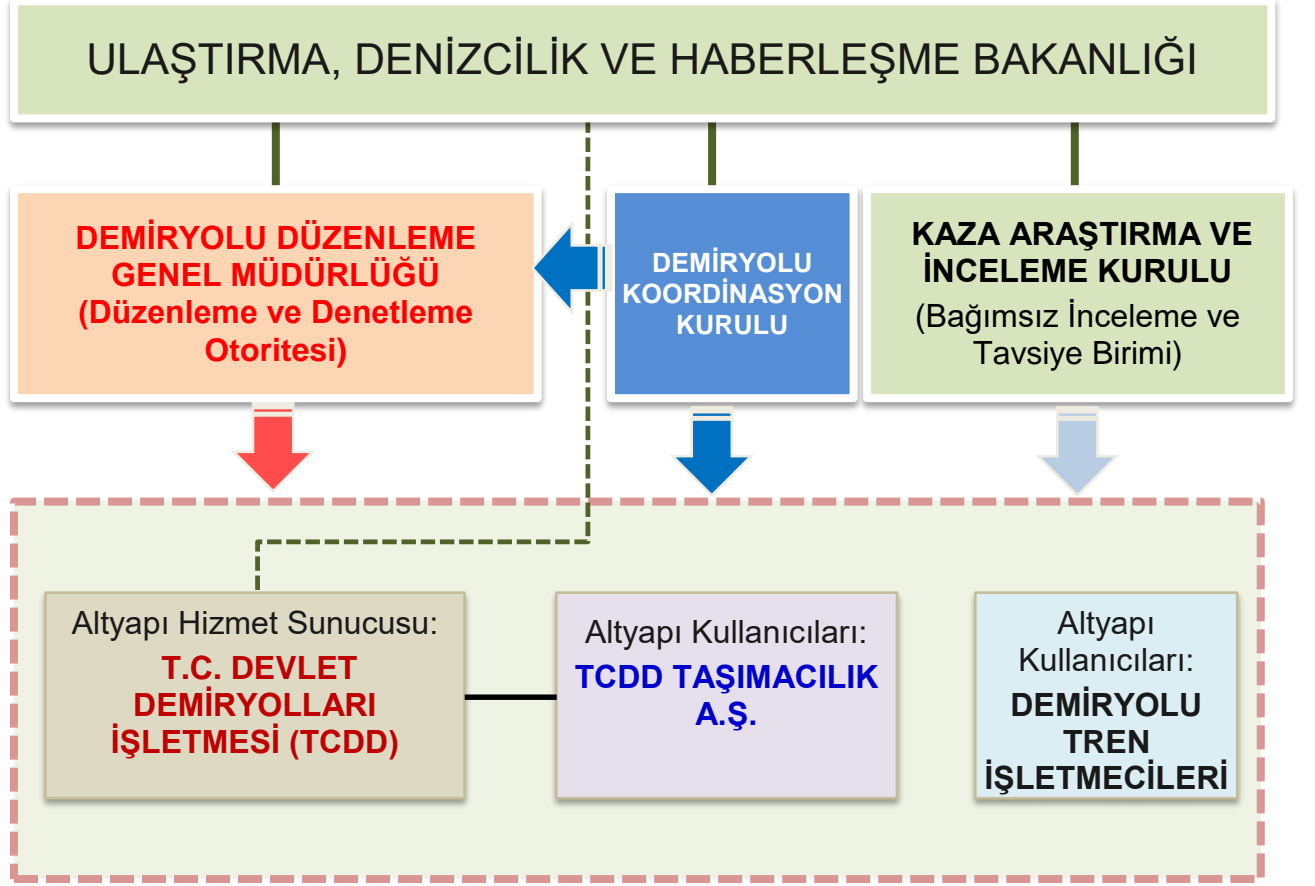 ULAŞTIRMA, DENİZCİLİK VE HABERLEŞME BAKANLIĞI
DEMİRYOLU DÜZENLEME
GENEL MÜDÜRLÜĞÜ
(Düzenleme ve Denetleme
Otoritesi)
DEMİRYOLU
KOORDİNASYON
KURULU
KAZA ARAŞTIRMA VE
İNCELEME KURULU
(Bağımsız İnceleme ve
Tavsiye Birimi)
Altyapı Hizmet Sunucusu:
T.C. DEVLET
DEMİRYOLLARI
İŞLETMESİ (TCDD)
Altyapı Kullanıcıları:
TCDD TAŞIMACILIK
A.Ş.
Altyapı
Kullanıcıları:
DEMİRYOLU
TREN
İŞLETMECİLERİ